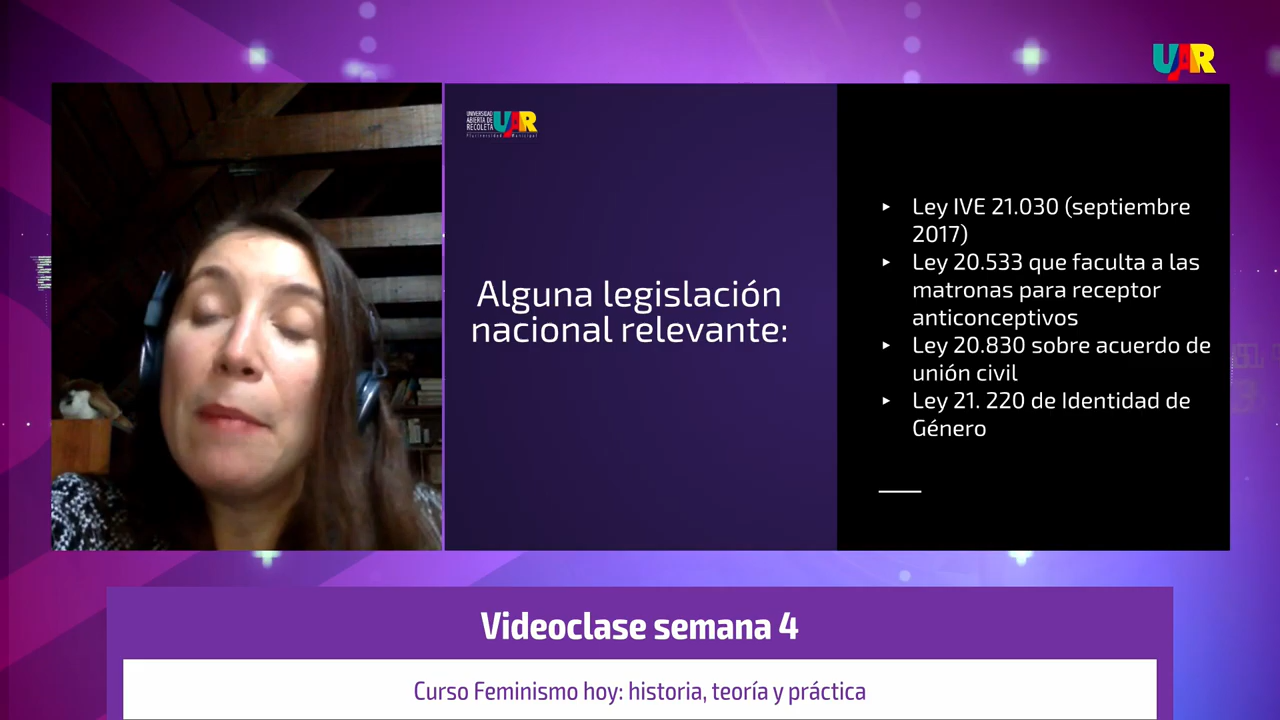 UAR
UNIVERSIDAD
ABIERTA DE
RECOLETA
UAR
Pluriversidad Municipal
Alguna legislación
nacional relevante:
▸ Ley IVE 21.030 (septiembre
2017)
▸ Ley 20.533 que faculta a las
matronas para receptor
anticonceptivos
▸ Ley 20.830 sobre acuerdo de
unión civil
▸ Ley 21. 220 de Identidad de
Género
Videoclase semana 4
Curso Feminismo hoy: historia, teoría y práctica